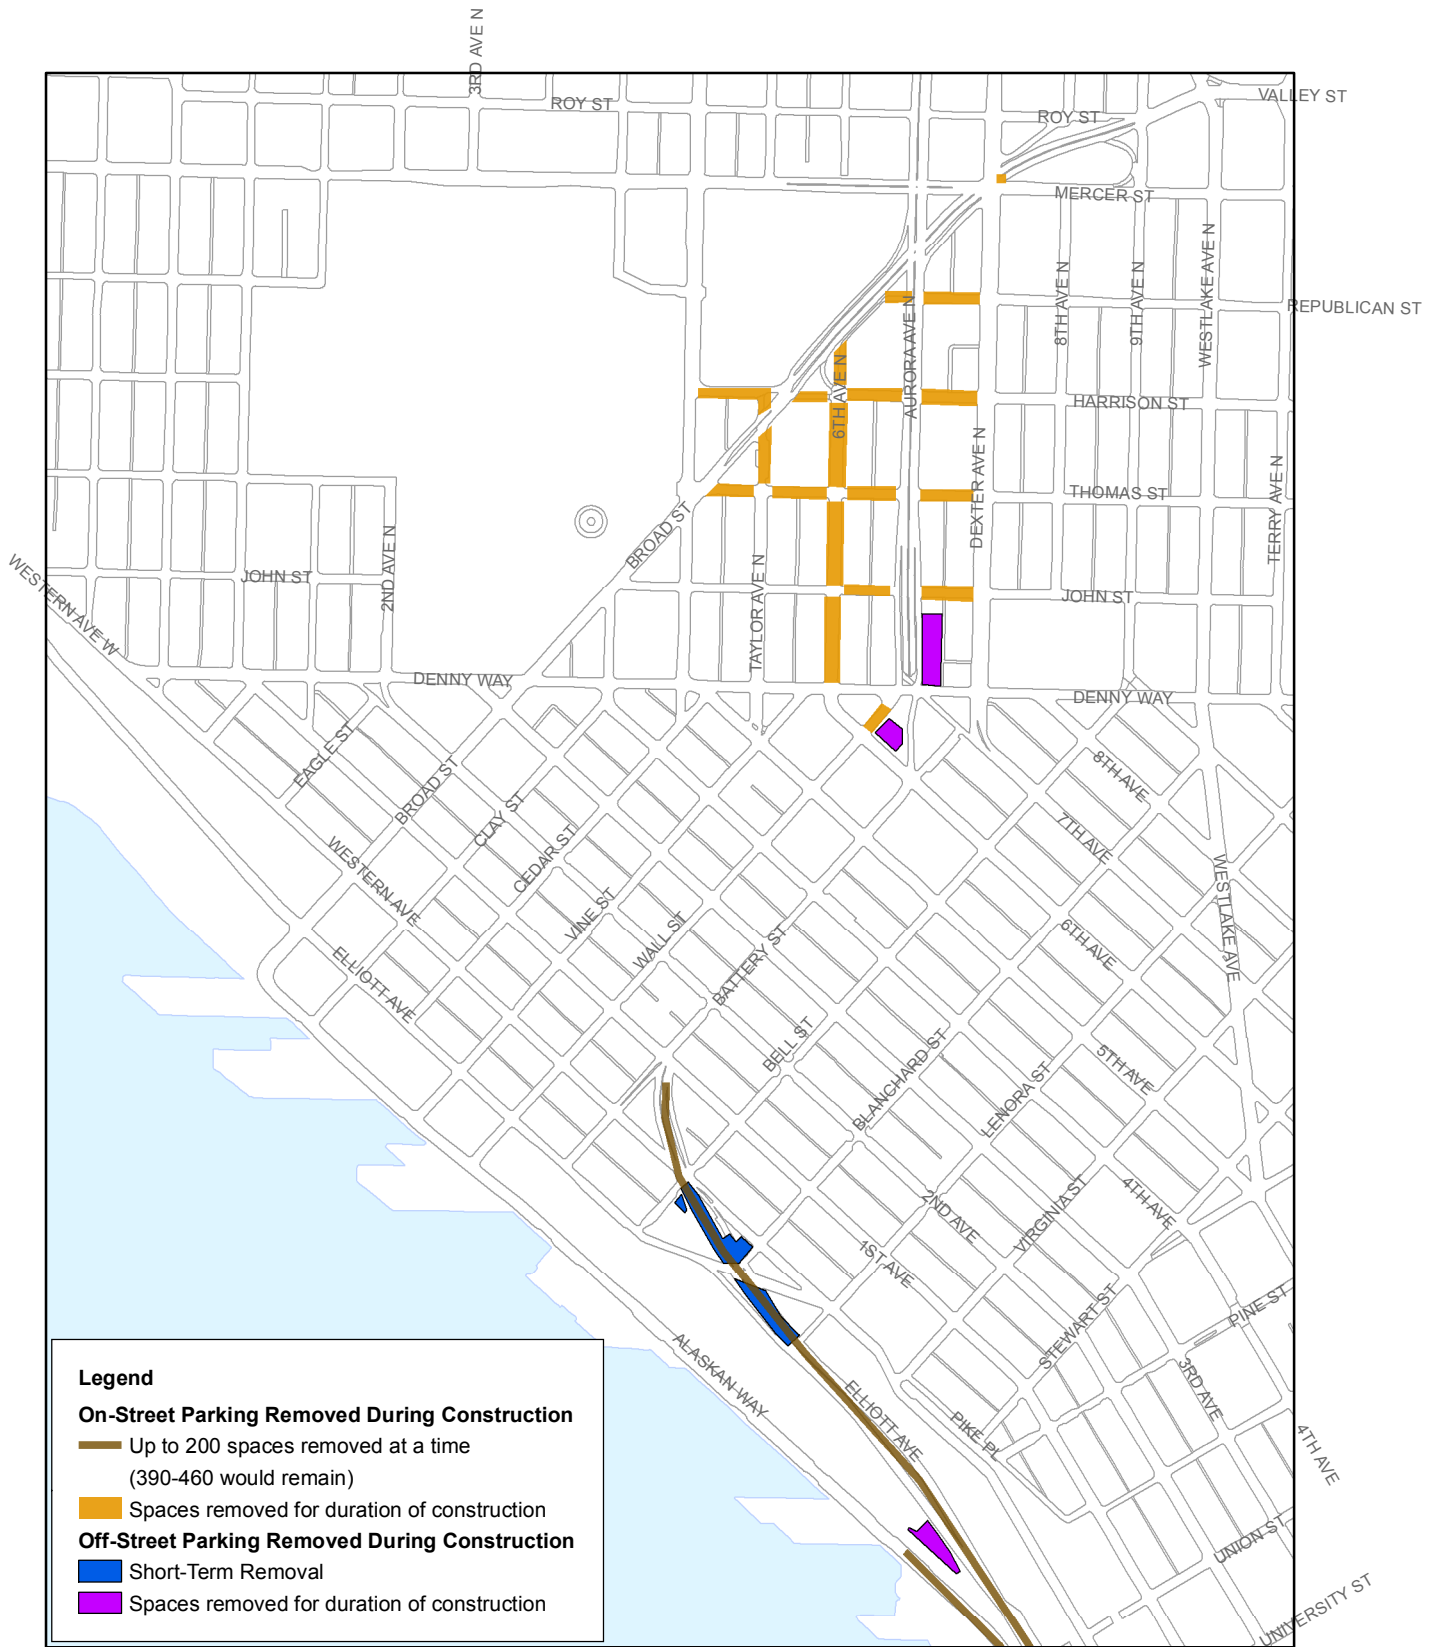 3RD AVE N
ROY ST
VALLEY ST
ROY ST
MERCER ST
WESTLAKE AVE N
8TH AVE N
9TH AVE N
REPUBLICAN ST
AURORA AVE N
6TH AVE N
HARRISON ST
DEXTER AVE N
THOMAS ST
TERRY AVE N
BROAD ST
2ND AVE N
JOHN ST
TAYLOR AVE N
JOHN ST
WESTERN AVE W
DENNY WAY
DENNY WAY
EAGLE ST
BROAD ST
8TH AVE
CLAY ST
7TH AVE
CEDAR ST
WESTERN AVE
WESTLAKE AVE
VINE ST
WALL ST
6TH AVE
BATTERY ST
ELLIOTT AVE
BELL ST
5TH AVE
BLANCHARD ST
LENORA ST
4TH AVE
2ND AVE
VIRGINIA ST
1ST AVE
PINE ST
STEWART ST
ALASKAN WAY
3RD AVE
ELLIOTT AVE
PIKE PL
4TH AVE
UNION ST
UNIVERSITY ST
Legend
On-Street Parking Removed During Construction
Up to 200 spaces removed at a time
(390-460 would remain)
Spaces removed for duration of construction
Off-Street Parking Removed During Construction
Short-Term Removal
Spaces removed for duration of construction